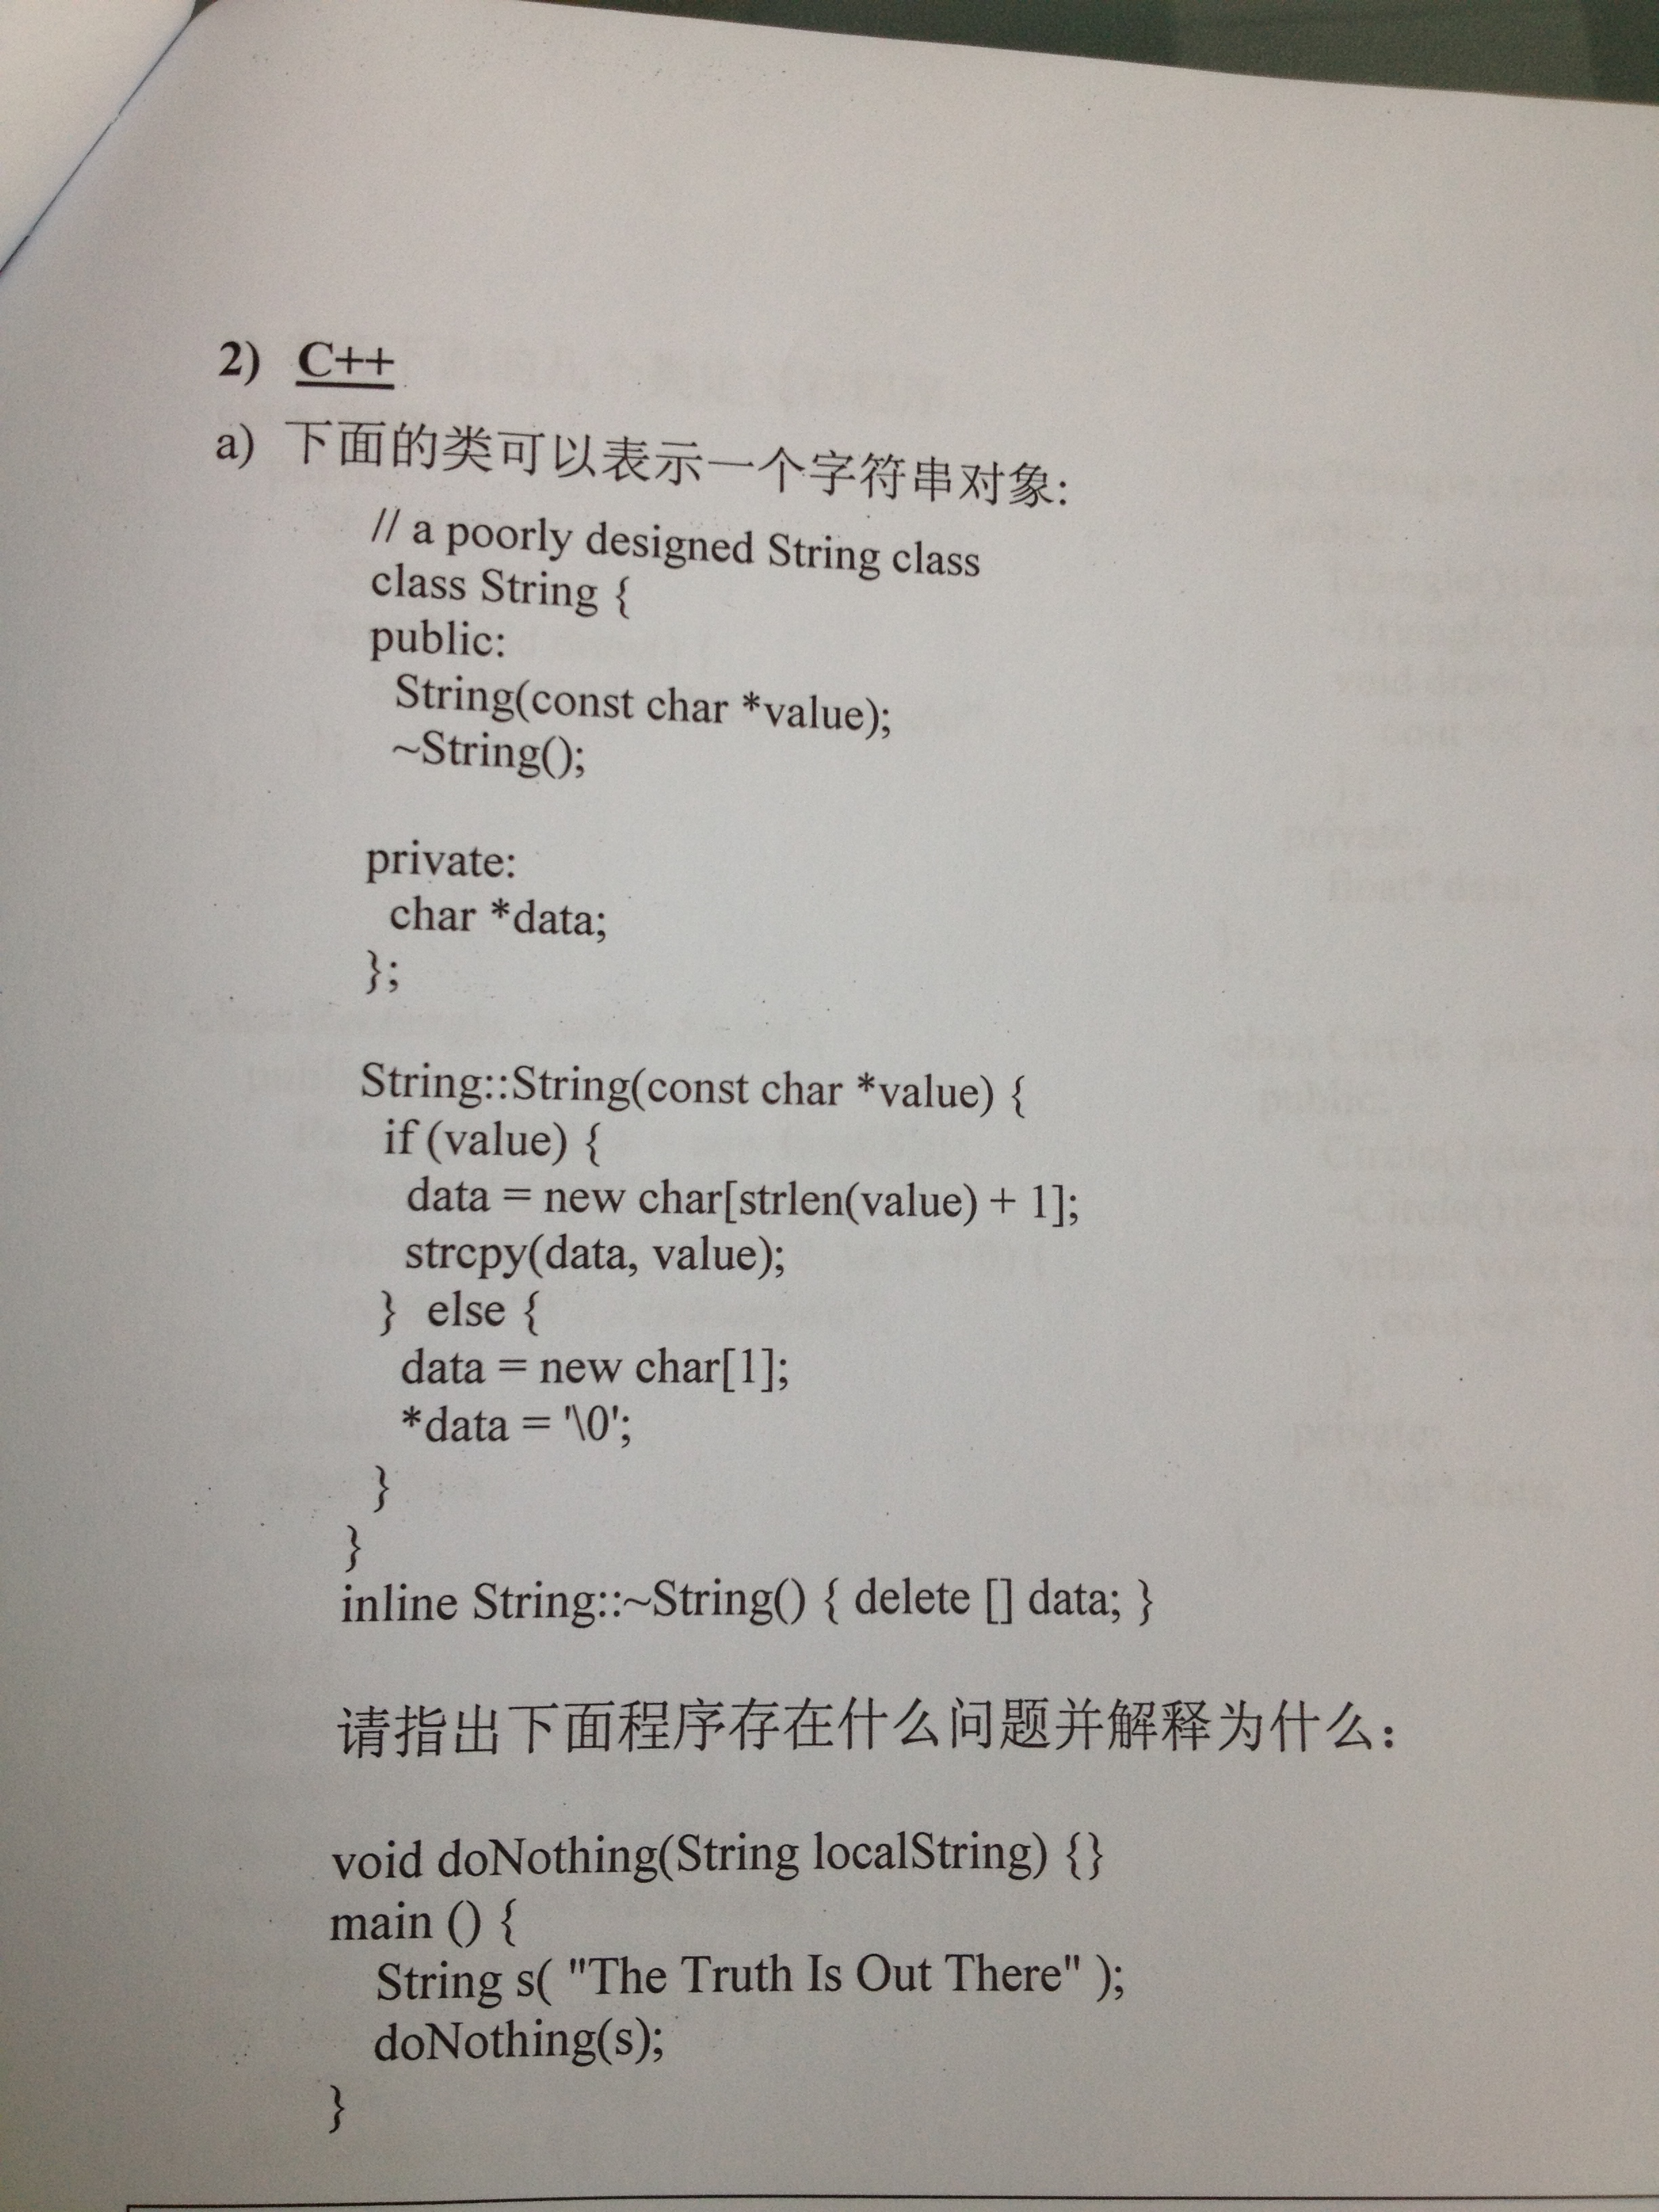 2) C++
a) 下面的类可以表示一个字符串对象:
// a poorly designed String class
class String {
public:
String(const char *value);
~String();
private:
char *data;
};
String::String(const char *value) {
if (value) {
data = new char[strlen(value) + 1];
strcpy(data, value);
} else {
data = new char[1];
*data = '\0';
}
}
inline String::~String() { delete [] data; }
请指出下面程序存在什么问题并解释为什么：
void doNothing(String localString) {}
main () {
String s( "The Truth Is Out There" );
doNothing(s);
}